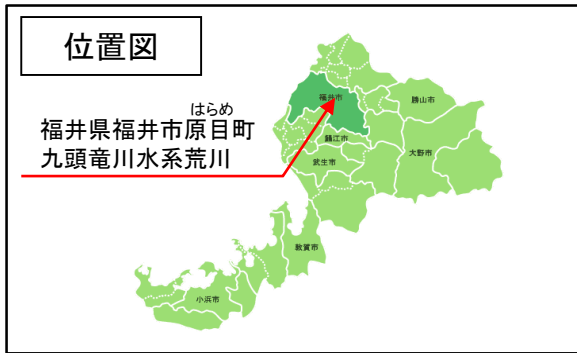 位置図
はらめ
福井県福井市原目町
九頭竜川水系荒川
福井市
勝山市
鯖江市
大野市
武生市
敦賀市
小浜市